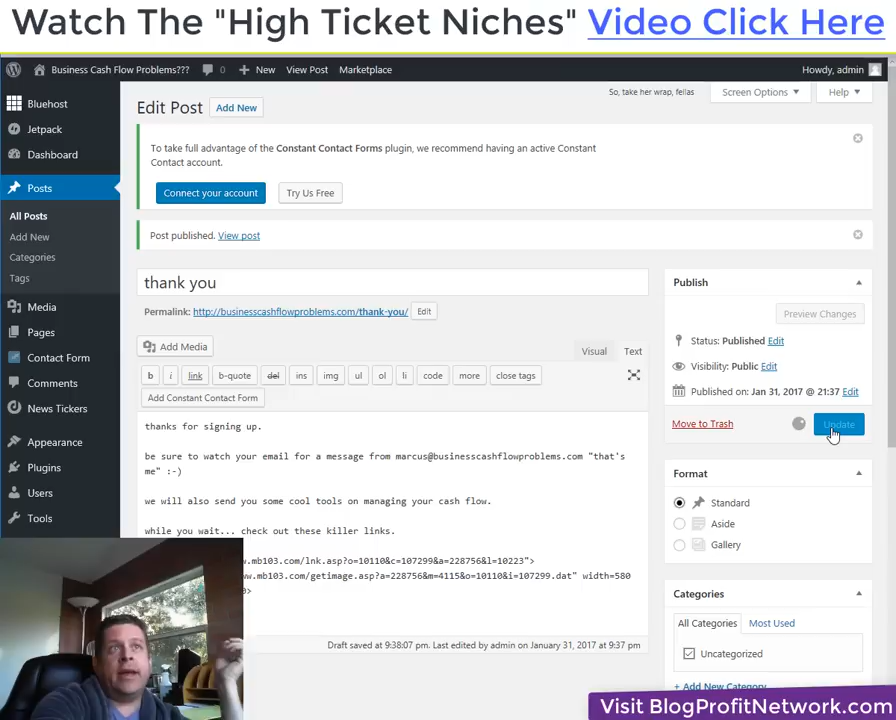 Watch The "High Ticket Niches" Video Click Here
Business Cash Flow Problems??? 0 New View Post Marketplace Howdy, admin
Bluehost
Jetpack
Dashboard
Posts
All Posts
Add New
Categories
Tags
Media
Pages
Contact Form
Comments
News Tickers
Appearance
Plugins
Users
Tools
So, take her wrap, fellas Screen Options Help
Edit Post Add New
To take full advantage of the Constant Contact Forms plugin, we recommend having an active Constant
Contact account.
Connect your account Try Us Free
Post published. View post
thank you
Permalink: http://businesscashflowproblems.com/thank-you/ Edit
Add Media Visual Text
b i link b-quote del ins img ul ol li code more close tags
Add Constant Contact Form
thanks for signing up.
be sure to watch your email for a message from marcus@businesscashflowproblems.com "that's
me" :-)
we will also send you some cool tools on managing your cash flow.
while you wait... check out these killer links.
w.mb103.com/lnk.asp?o=10110&c=107299&a=228756&l=10223">
ww.mb103.com/getimage.asp?a=228756&m=4115&o=10110&i=107299.dat" width=580
0>
Draft saved at 9:38:07 pm. Last edited by admin on January 31, 2017 at 9:37 pm
Publish
Preview Changes
Status: Published Edit
Visibility: Public Edit
Published on: Jan 31, 2017 @ 21:37 Edit
Move to Trash Update
Format
Standard
Aside
Gallery
Categories
All Categories Most Used
Uncategorized
+ Add New Category
Visit BlogProfitNetwork.com